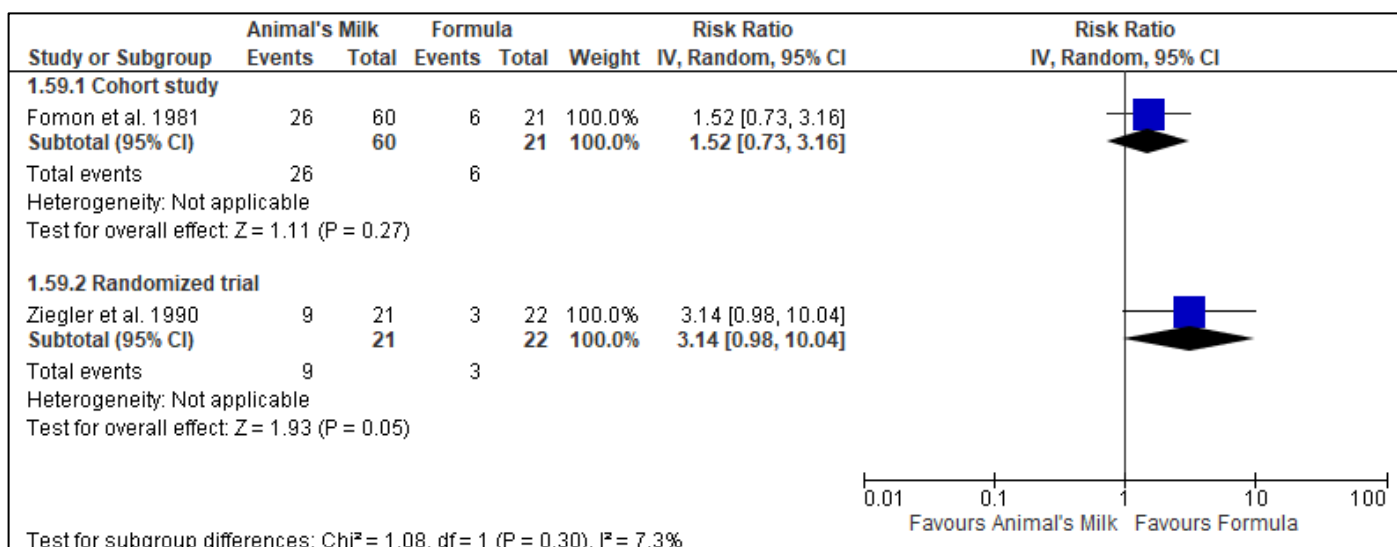 Animal's Milk Formula Risk Ratio Risk Ratio
Study or Subgroup Events Total Events Total Weight IV, Random, 95% CI IV, Random, 95% CI
1.59.1 Cohort study
Fomon et al. 1981 26 60 6 21 100.0% 1.52 [0.73, 3.16]
Subtotal (95% CI) 60 21 100.0% 1.52 [0.73, 3.16]
Total events 26 6
Heterogeneity: Not applicable
Test for overall effect: Z = 1.11 (P = 0.27)
1.59.2 Randomized trial
Ziegler et al. 1990 9 21 3 22 100.0% 3.14 [0.98, 10.04]
Subtotal (95% CI) 21 22 100.0% 3.14 [0.98, 10.04]
Total events 9 3
Heterogeneity: Not applicable
Test for overall effect: Z = 1.93 (P = 0.05)
0.01 0.1 1 10 100
Favours Animal's Milk Favours Formula
Test for subgroup differences: Chi² = 1.08, df = 1 (P = 0.30), I² = 7.3%